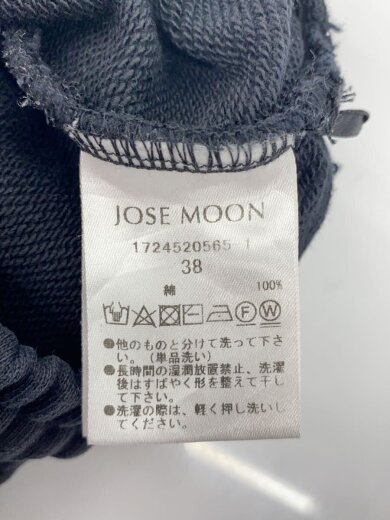 JOSE MOON
1724520565 1
38
綿 100%
F W
●他のものと分けて洗って下さい。(単品洗い)
●長時間の湿潤放置禁止、洗濯後はすばやく形を整えて干して下さい。
●洗濯の際は、軽く押し洗いしてください。